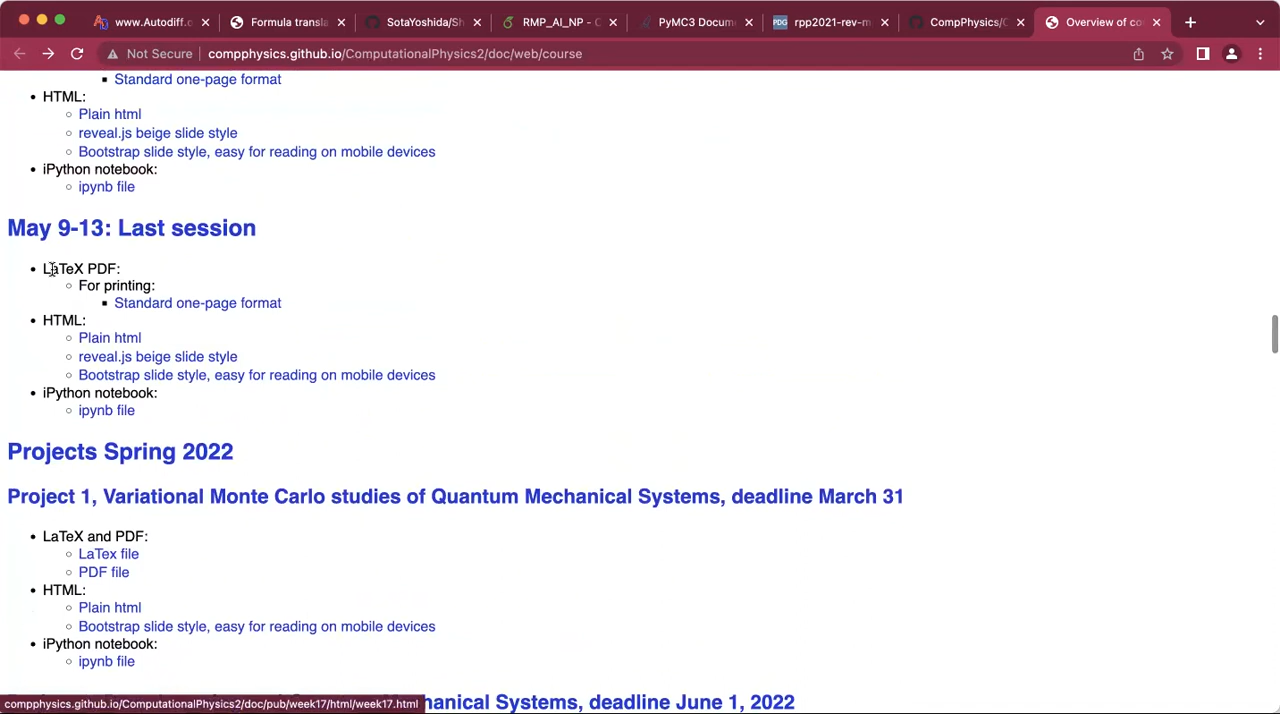 www.Autodiff.o
Formula transla
SotaYoshida/Sh
RMP_AI_NP - O
PyMC3 Docume
rpp2021-rev-m
CompPhysics/C
Overview of co
Not Secure
compphysics.github.io/ComputationalPhysics2/doc/web/course
Standard one-page format
HTML:
Plain html
reveal.js beige slide style
Bootstrap slide style, easy for reading on mobile devices
iPython notebook:
ipynb file
May 9-13: Last session
LaTeX PDF:
For printing:
Standard one-page format
HTML:
Plain html
reveal.js beige slide style
Bootstrap slide style, easy for reading on mobile devices
iPython notebook:
ipynb file
Projects Spring 2022
Project 1, Variational Monte Carlo studies of Quantum Mechanical Systems, deadline March 31
LaTeX and PDF:
LaTex file
PDF file
HTML:
Plain html
Bootstrap slide style, easy for reading on mobile devices
iPython notebook:
ipynb file
hanical Systems, deadline June 1, 2022
compphysics.github.io/ComputationalPhysics2/doc/pub/week17/html/week17.html